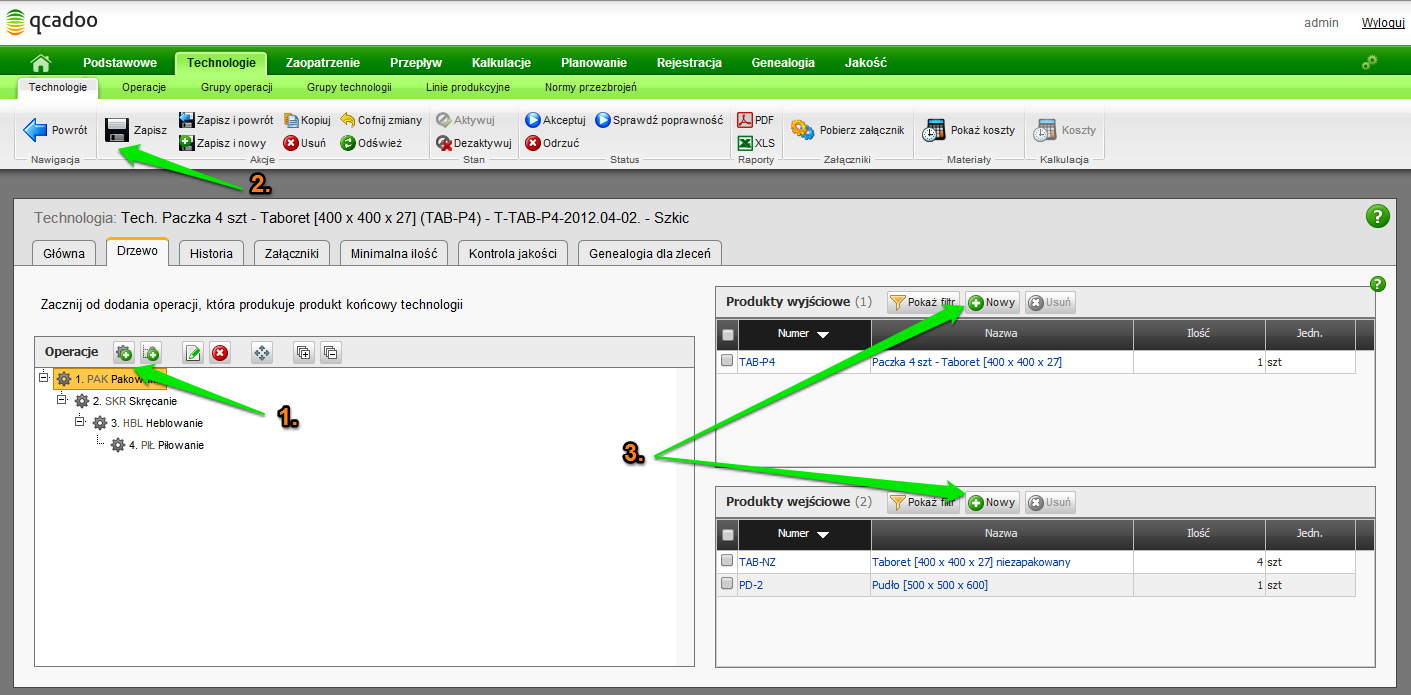 qcadoo
admin Wyloguj
Podstawowe Technologie Zaopatrzenie Przepływ Kalkulacje Planowanie Rejestracja Genealogia Jakość
Technologie Operacje Grupy operacji Grupy technologii Linie produkcyjne Normy przezbrojeń
Powrót Zapisz Zapisz i powrót Kopiuj Cofnij zmiany Aktywuj Akceptuj Sprawdź poprawność PDF Pobierz załącznik Pokaż koszty Koszty
Zapisz i nowy Usuń Odśwież Dezaktywuj Odrzuć XLS
Nawigacja Akcje Stan Status Raporty Załączniki Materiały Kalkulacja
2.
Technologia: Tech. Paczka 4 szt - Taboret [400 x 400 x 27] (TAB-P4) - T-TAB-P4-2012.04-02. - Szkic
?
Główna Drzewo Historia Załączniki Minimalna ilość Kontrola jakości Genealogia dla zleceń
?
Zacznij od dodania operacji, która produkuje produkt końcowy technologii
Operacje
1. PAK
2. SKR Skręcanie
3. HBL Heblowanie
4. PIŁ Piłowanie
1.
3.
Produkty wyjściowe (1) Pokaż filtr Nowy Usuń
Numer Nazwa Ilość Jedn.
TAB-P4 Paczka 4 szt - Taboret [400 x 400 x 27] 1 szt
Produkty wejściowe (2) Pokaż filtr Nowy Usuń
Numer Nazwa Ilość Jedn.
TAB-NZ Taboret [400 x 400 x 27] niezapakowany 4 szt
PD-2 Pudło [500 x 500 x 600] 1 szt